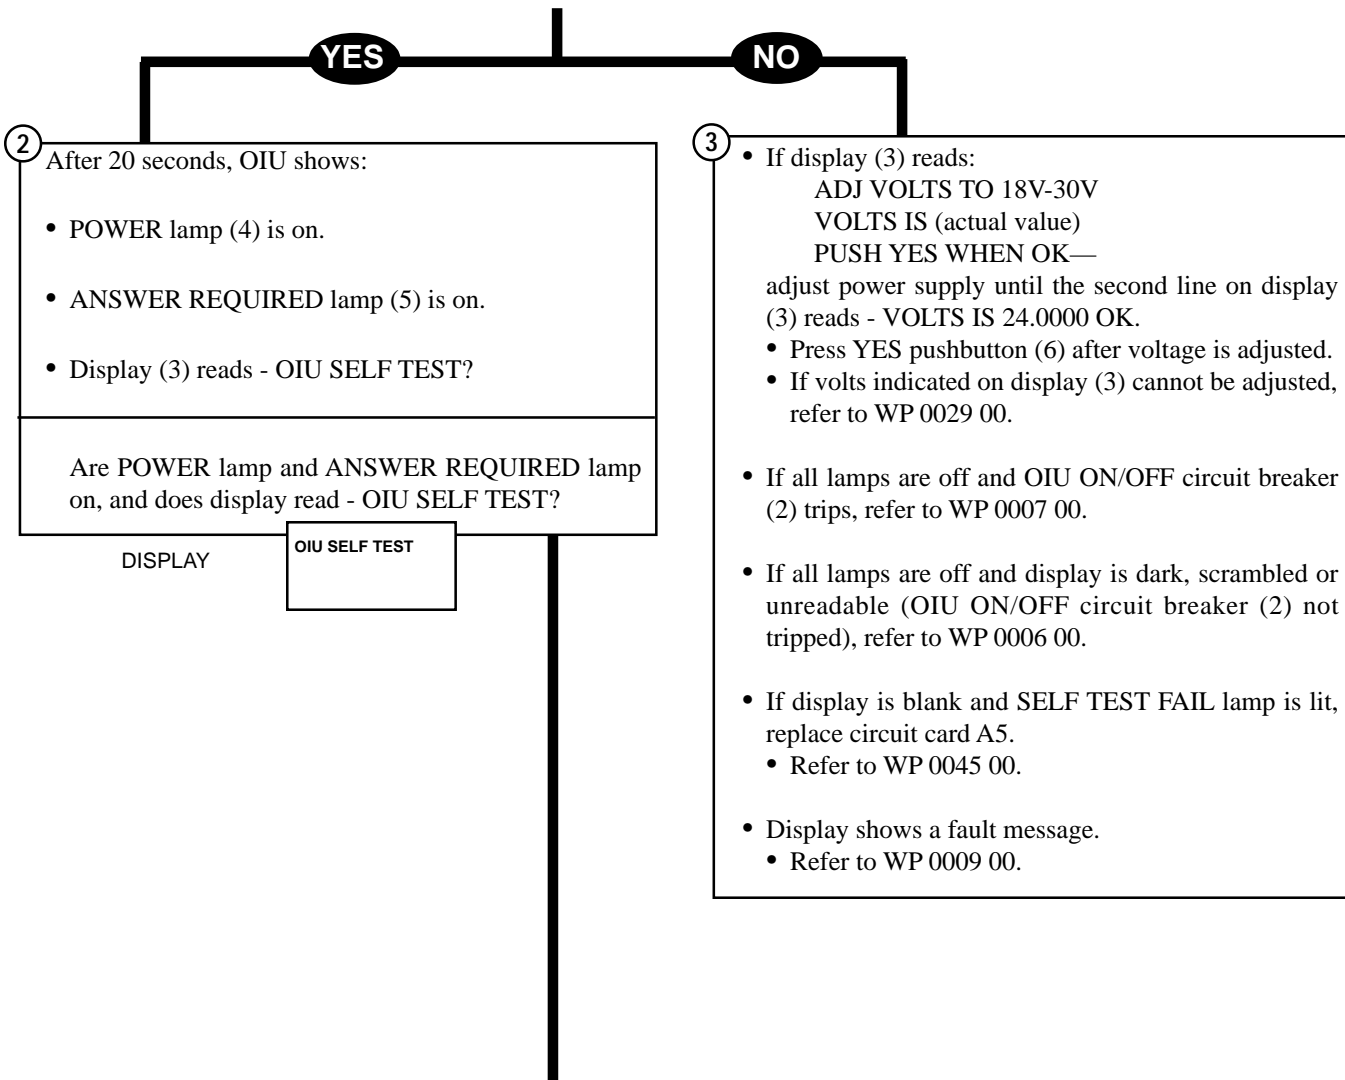 YES
NO
2
After 20 seconds, OIU shows:
• POWER lamp (4) is on.
• ANSWER REQUIRED lamp (5) is on.
• Display (3) reads - OIU SELF TEST?
Are POWER lamp and ANSWER REQUIRED lamp
on, and does display read - OIU SELF TEST?
DISPLAY
OIU SELF TEST
3
• If display (3) reads:
ADJ VOLTS TO 18V-30V
VOLTS IS (actual value)
PUSH YES WHEN OK—
adjust power supply until the second line on display
(3) reads - VOLTS IS 24.0000 OK.
• Press YES pushbutton (6) after voltage is adjusted.
• If volts indicated on display (3) cannot be adjusted,
refer to WP 0029 00.
• If all lamps are off and OIU ON/OFF circuit breaker
(2) trips, refer to WP 0007 00.
• If all lamps are off and display is dark, scrambled or
unreadable (OIU ON/OFF circuit breaker (2) not
tripped), refer to WP 0006 00.
• If display is blank and SELF TEST FAIL lamp is lit,
replace circuit card A5.
• Refer to WP 0045 00.
• Display shows a fault message.
• Refer to WP 0009 00.